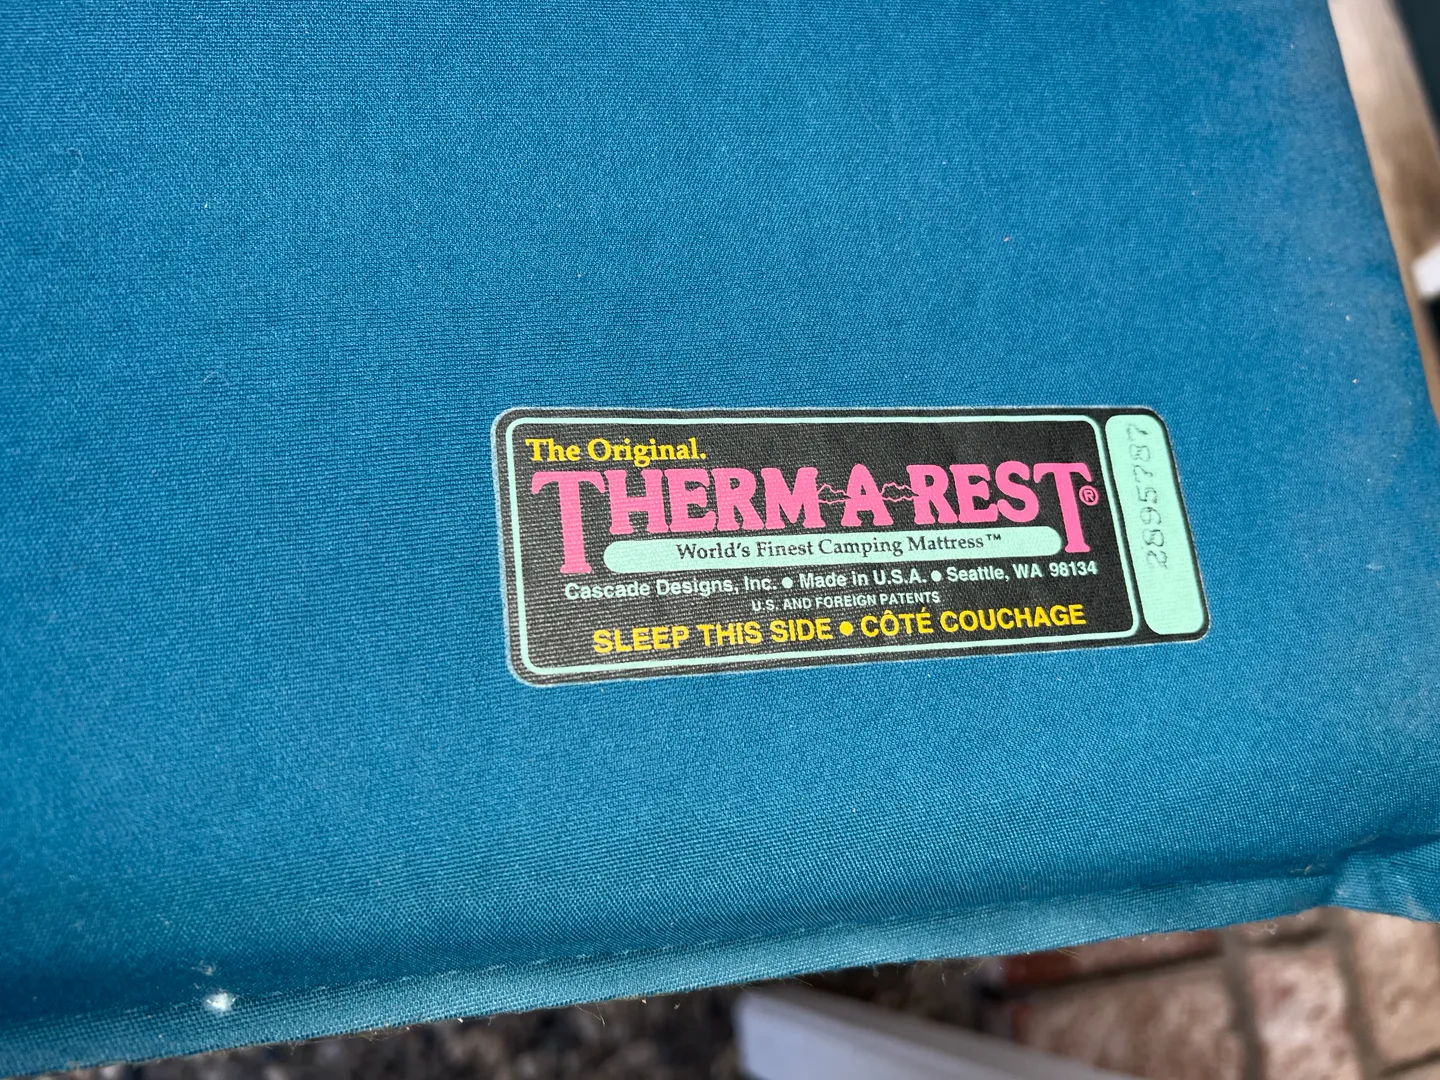 The Original.
THERM-A-REST®
World's Finest Camping Mattress™
Cascade Designs, Inc. • Made in U.S.A. • Seattle, WA 98134
U.S. AND FOREIGN PATENTS
SLEEP THIS SIDE • CÔTÉ COUCHAGE
2895787